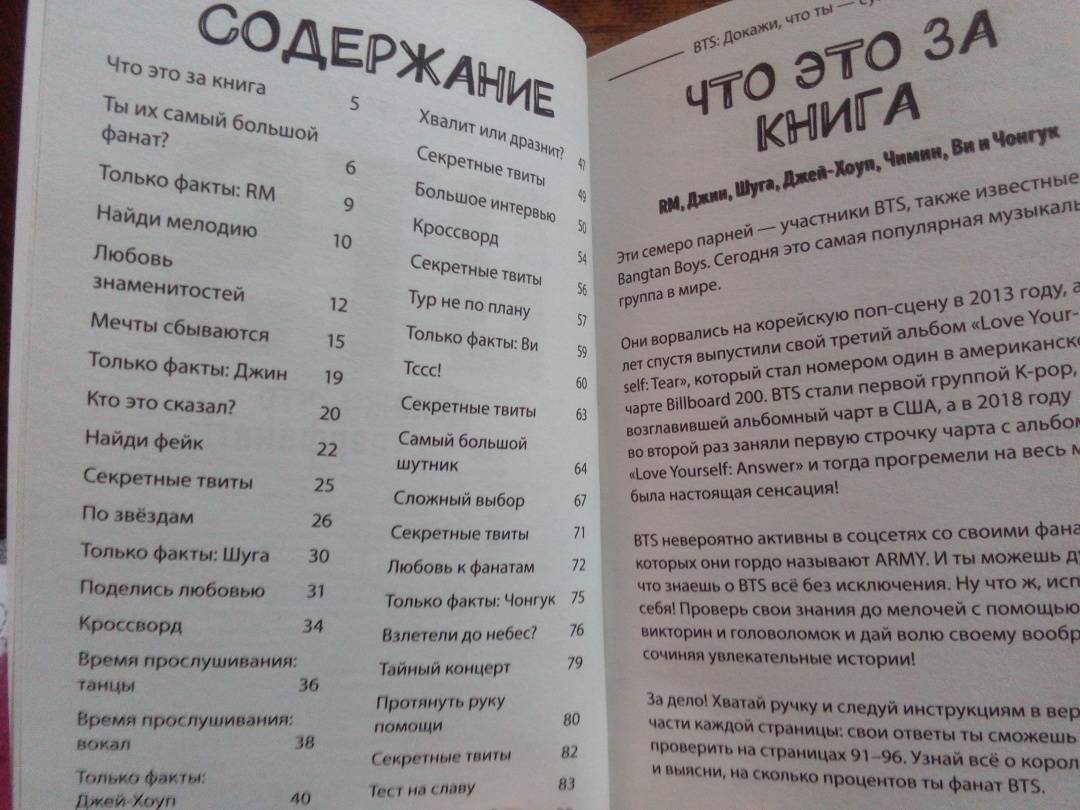 СОДЕРЖАНИЕ
Что это за книга 5
Ты их самый большой
фанат? 6
Только факты: RM 9
Найди мелодию 10
Любовь
знаменитостей 12
Мечты сбываются 15
Только факты: Джин 19
Кто это сказал? 20
Найди фейк 22
Секретные твиты 25
По звёздам 26
Только факты: Шуга 30
Поделись любовью 31
Кроссворд 34
Время прослушивания:
танцы 36
Время прослушивания:
вокал 38
Только факты:
Джей-Хоуп 40
Хвалит или дразнит? 47
Секретные твиты 49
Большое интервью 50
Кроссворд 54
Секретные твиты 56
Тур не по плану 57
Только факты: Ви 59
Тссс! 60
Секретные твиты 63
Самый большой
шутник 64
Сложный выбор 67
Секретные твиты 71
Любовь к фанатам 72
Только факты: Чонгук 75
Взлетели до небес? 76
Тайный концерт 79
Протянуть руку
помощи 80
Секретные твиты 82
Тест на славу 83
BTS: Докажи, что ты —
ЧТО ЭТО ЗА
КНИГА
RM, Джин, Шуга, Джей-Хоуп, Чимин, Ви и Чонгук
Эти семеро парней — участники BTS, также известные
Bangtan Boys. Сегодня это самая популярная музыкаль
группа в мире.
Они ворвались на корейскую поп-сцену в 2013 году, а
лет спустя выпустили свой третий альбом «Love Your-
self: Tear», который стал номером один в американско
чарте Billboard 200. BTS стали первой группой K-pop,
возглавившей альбомный чарт в США, а в 2018 году
во второй раз заняли первую строчку чарта с альбом
«Love Yourself: Answer» и тогда прогремели на весь м
была настоящая сенсация!
BTS невероятно активны в соцсетях со своими фана
которых они гордо называют ARMY. И ты можешь ду
что знаешь о BTS всё без исключения. Ну что ж, исп
себя! Проверь свои знания до мелочей с помощью
викторин и головоломок и дай волю своему вообр
сочиняя увлекательные истории!
За дело! Хватай ручку и следуй инструкциям в вер
части каждой страницы: свои ответы ты сможешь
проверить на страницах 91–96. Узнай всё о корол
и выясни, на сколько процентов ты фанат BTS.